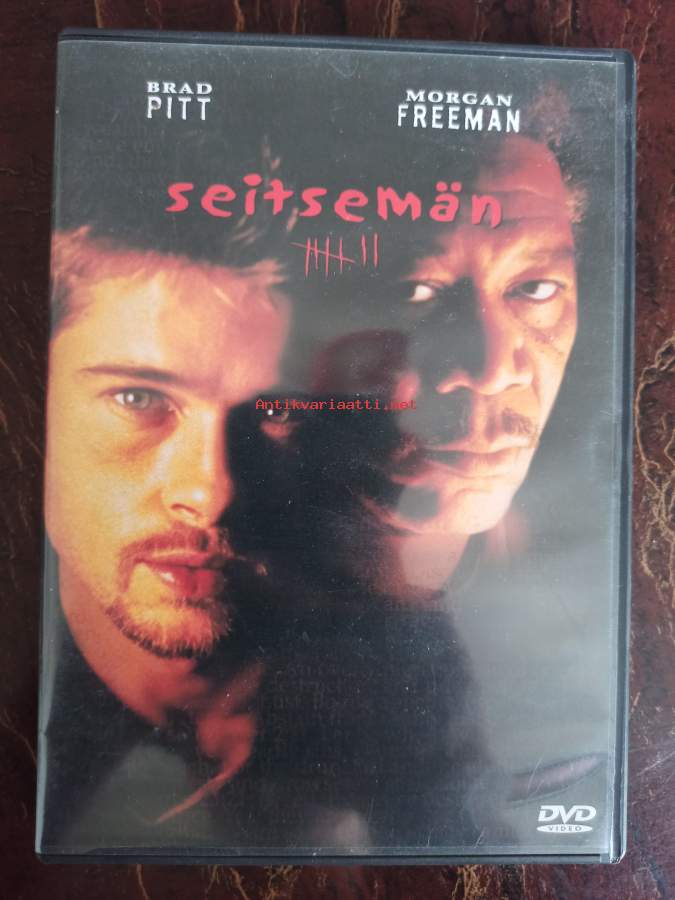 BRAD
PITT
MORGAN
FREEMAN
seitsemän
Antikvariaatti.net
DVD
VIDEO